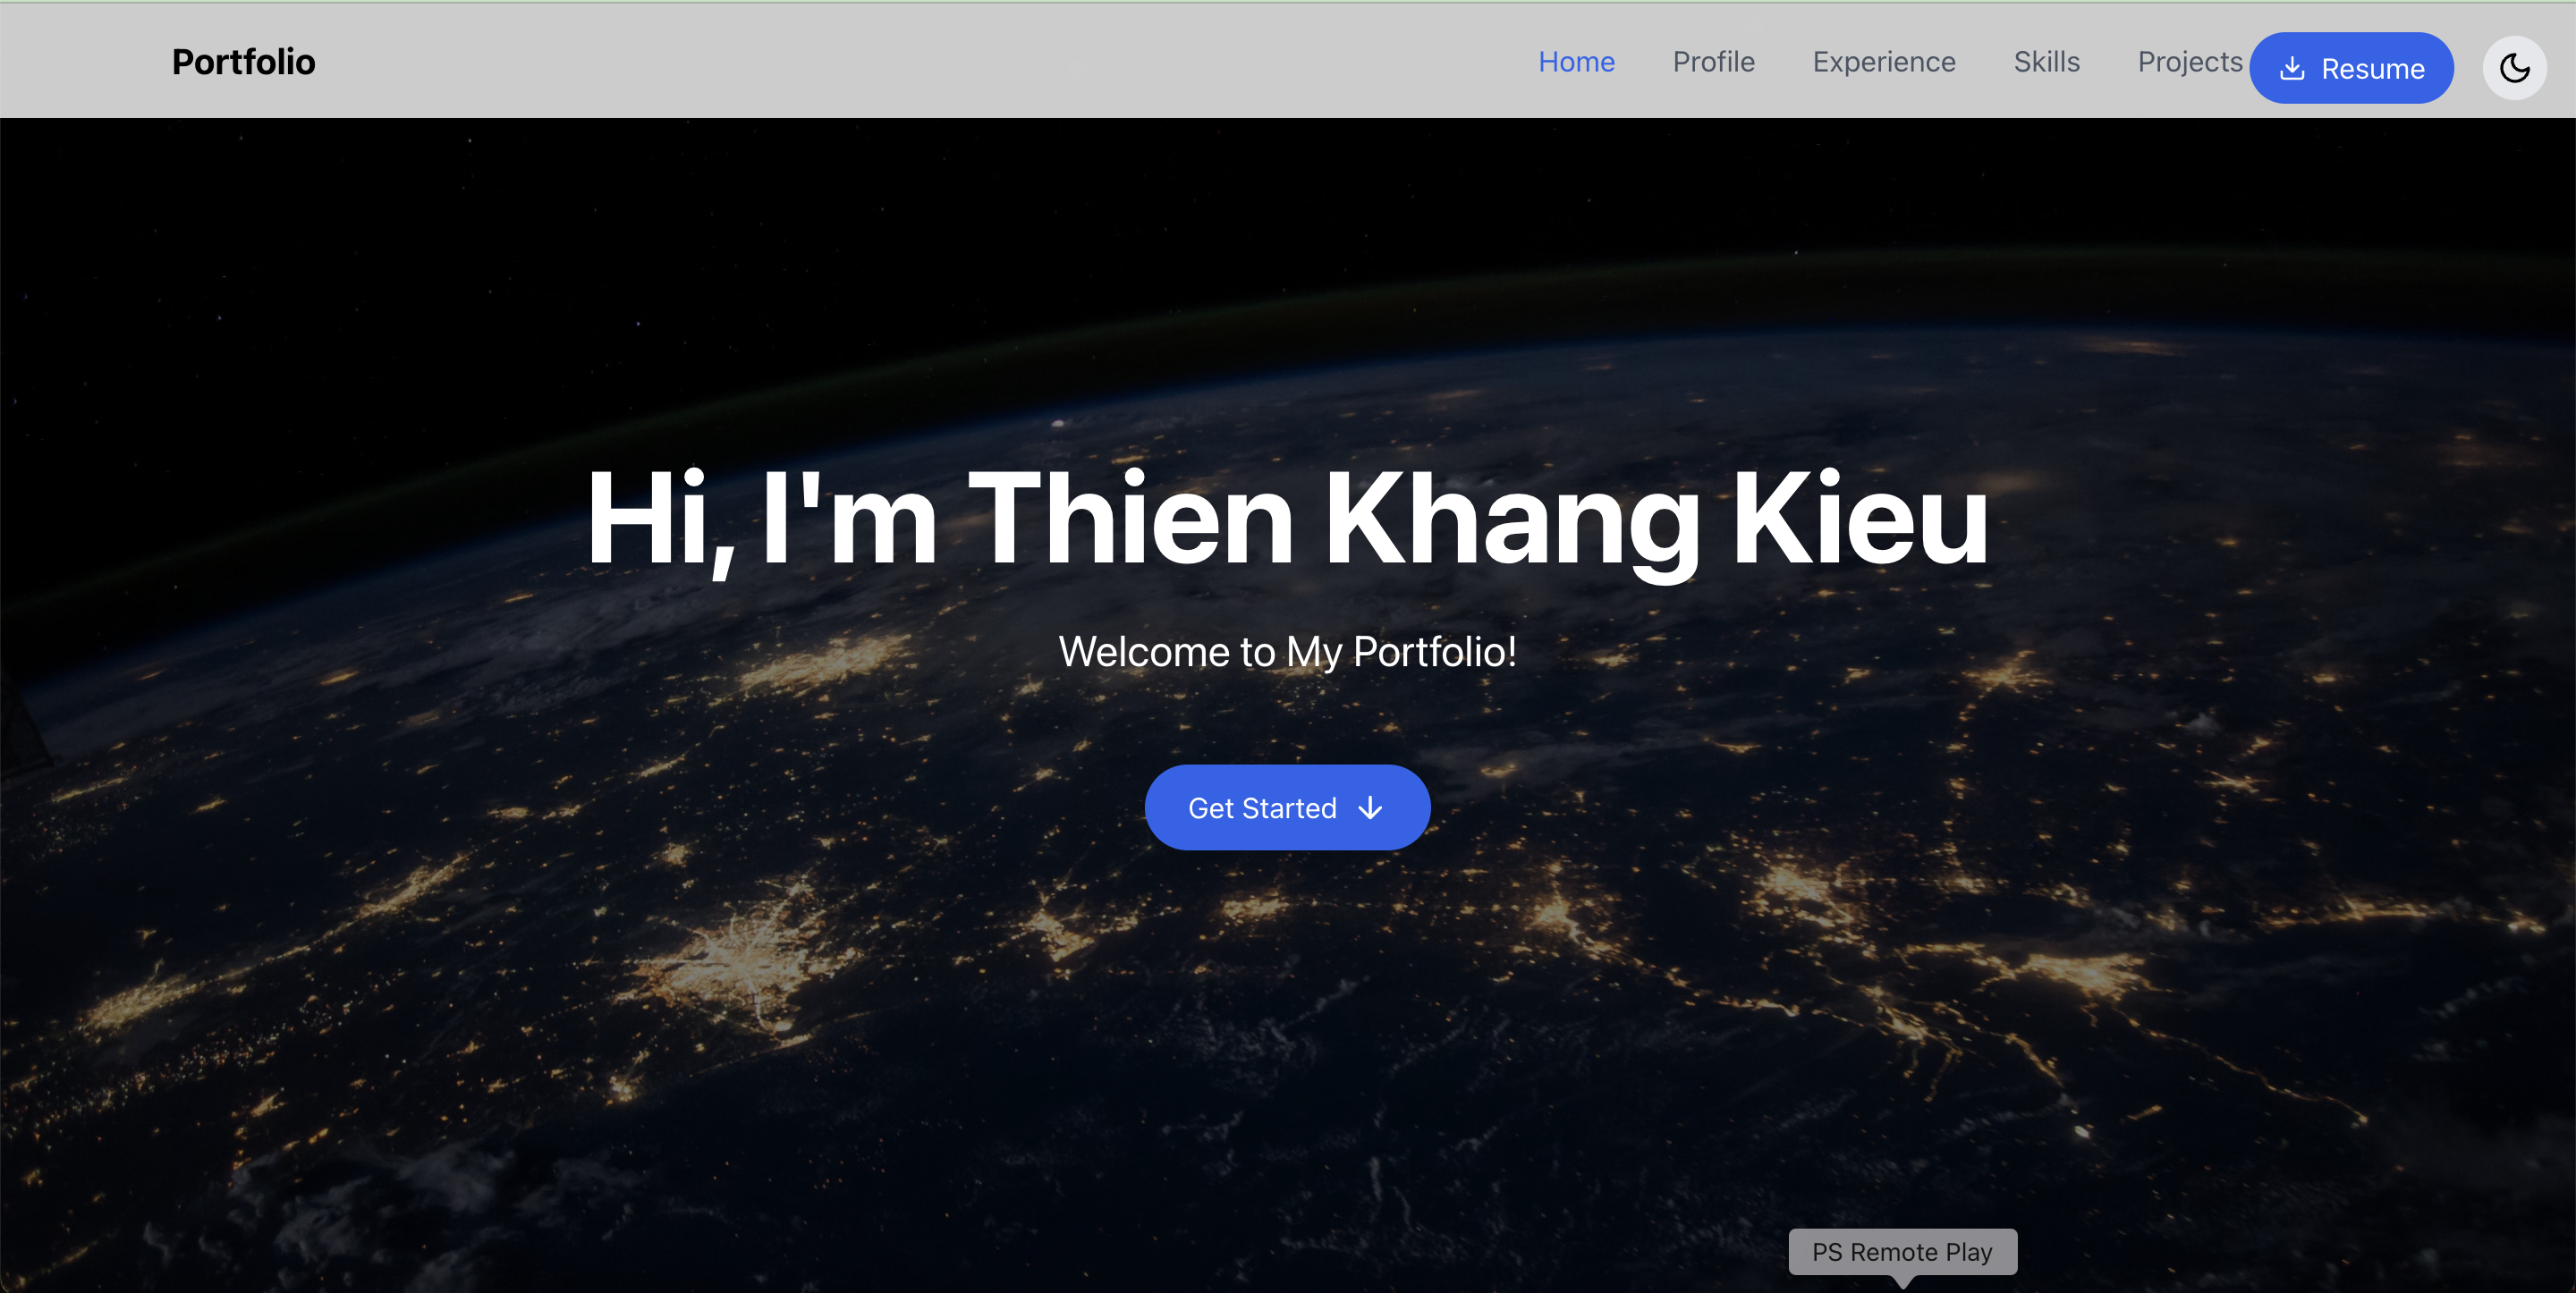 Portfolio
Home Profile Experience Skills Projects Resume
Hi, I'm Thien Khang Kieu
Welcome to My Portfolio!
Get Started
PS Remote Play